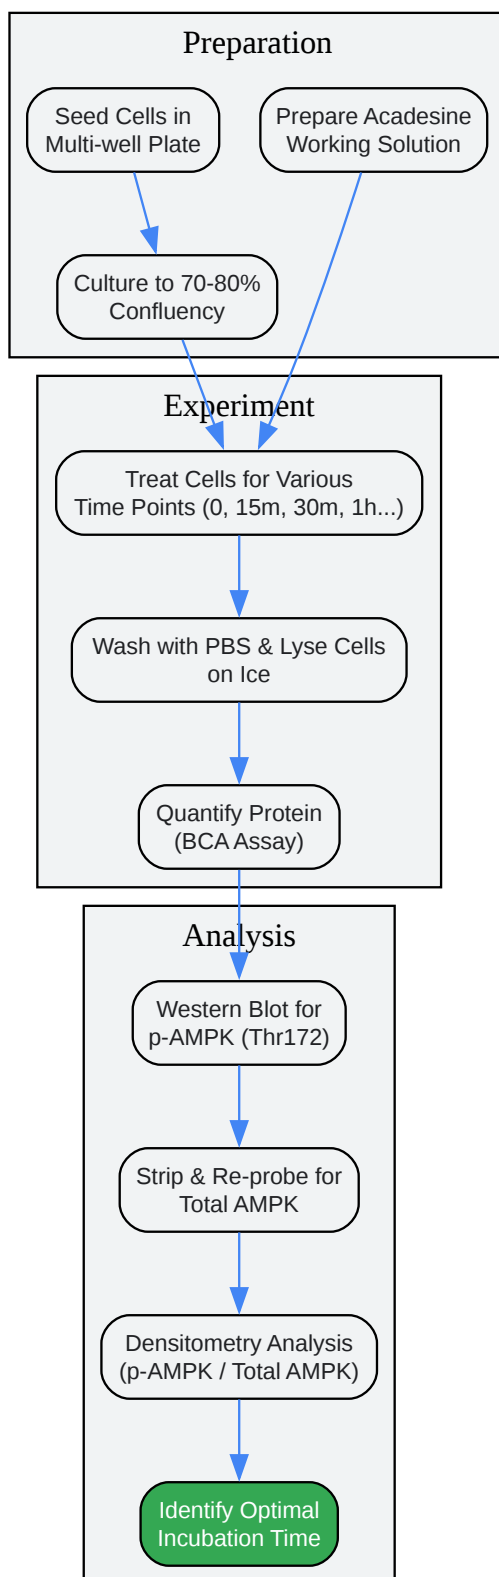 Preparation
Seed Cells in
Multi-well Plate
Prepare Acadesine
Working Solution
Culture to 70-80%
Confluency
Experiment
Treat Cells for Various
Time Points (0, 15m, 30m, 1h...)
Wash with PBS & Lyse Cells
on Ice
Quantify Protein
(BCA Assay)
Analysis
Western Blot for
p-AMPK (Thr172)
Strip & Re-probe for
Total AMPK
Densitometry Analysis
(p-AMPK / Total AMPK)
Identify Optimal
Incubation Time